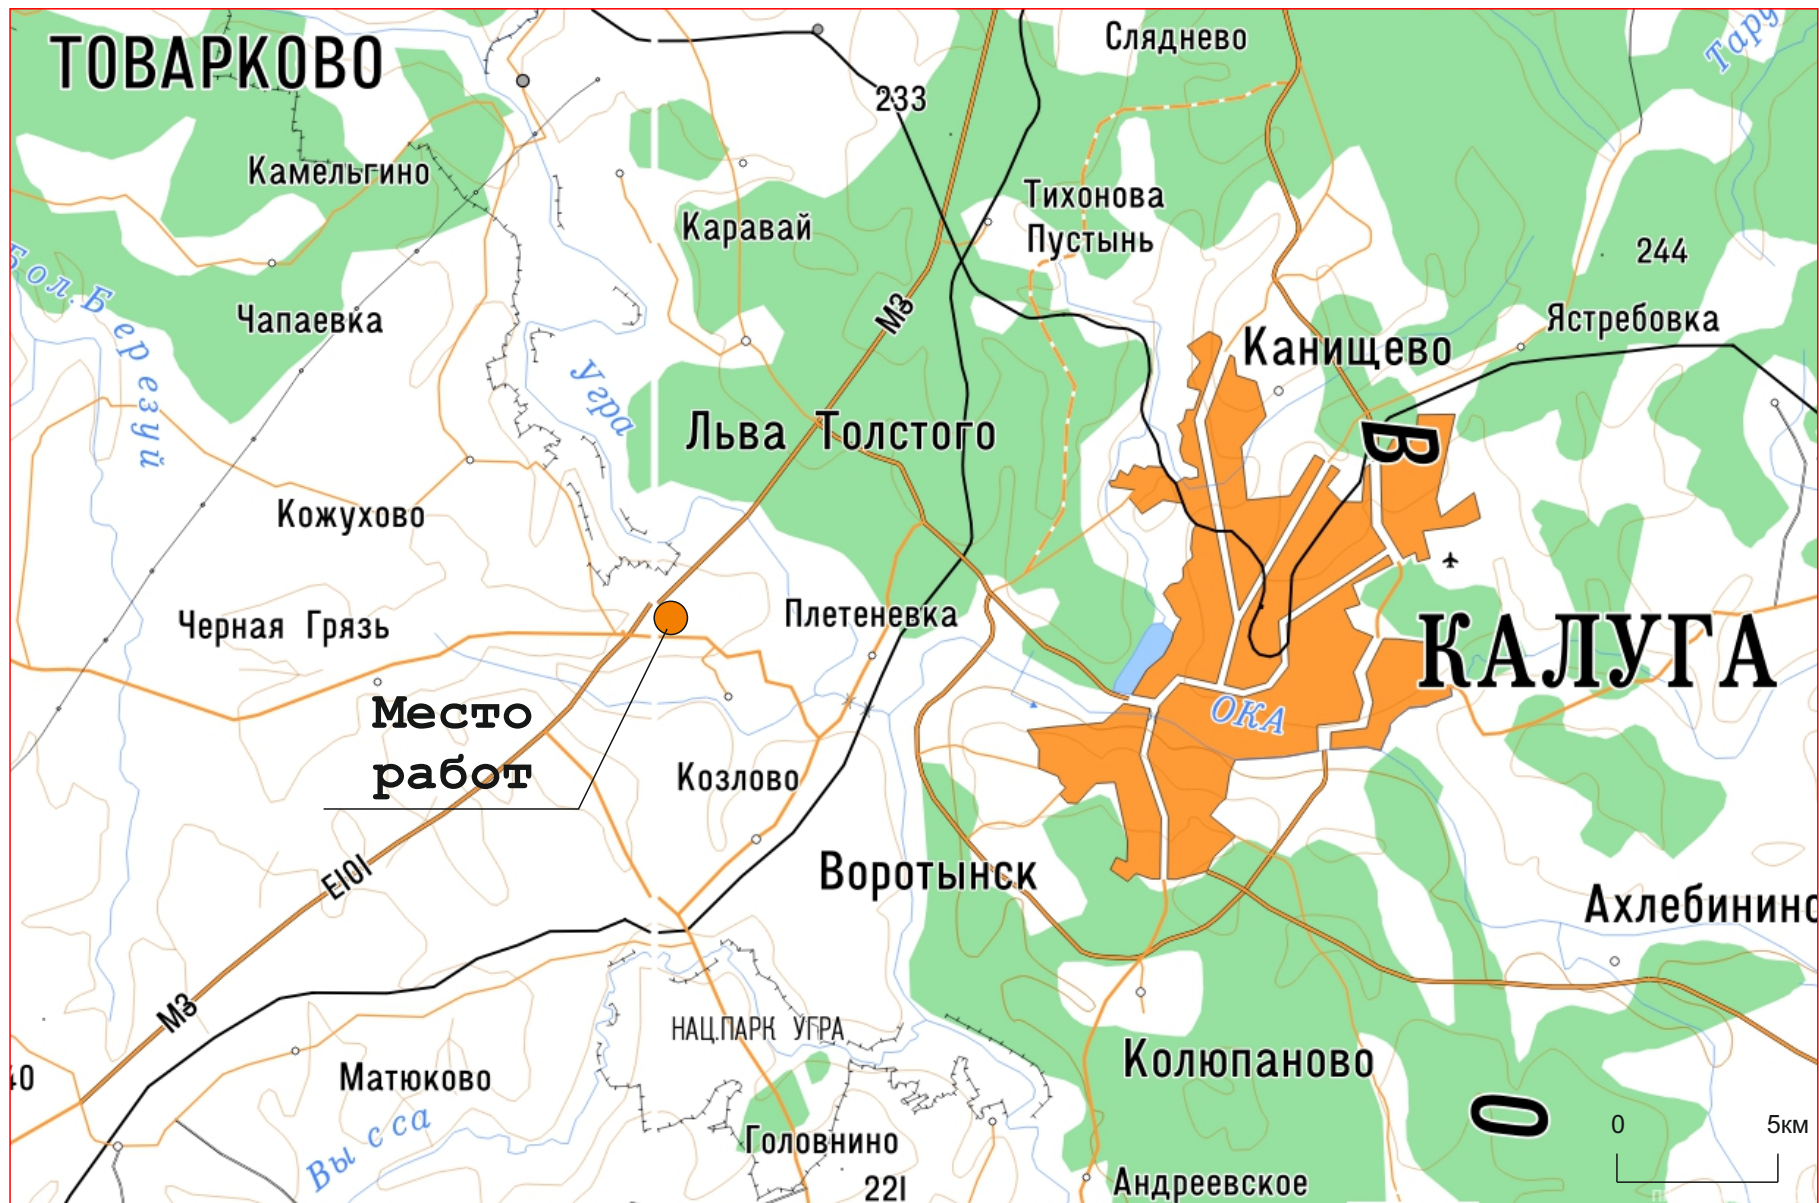 ТОВАРКОВО
Сляднево
Тару
233
Камельгино
Тихонова
Пустынь
Каравай
244
Бол. Березуй
Чапаевка
М3
Ястребовка
Канищево
Угра
Льва Толстого
В
Кожухово
Черная Грязь
Плетеневка
КАЛУГА
Место
работ
ОКА
Козлово
Е101
Воротынск
Ахлебинино
М3
НАЦ.ПАРК УГРА
Матюково
Колюпаново
40
Высса
Головнино
О
0 5км
221
Андреевское